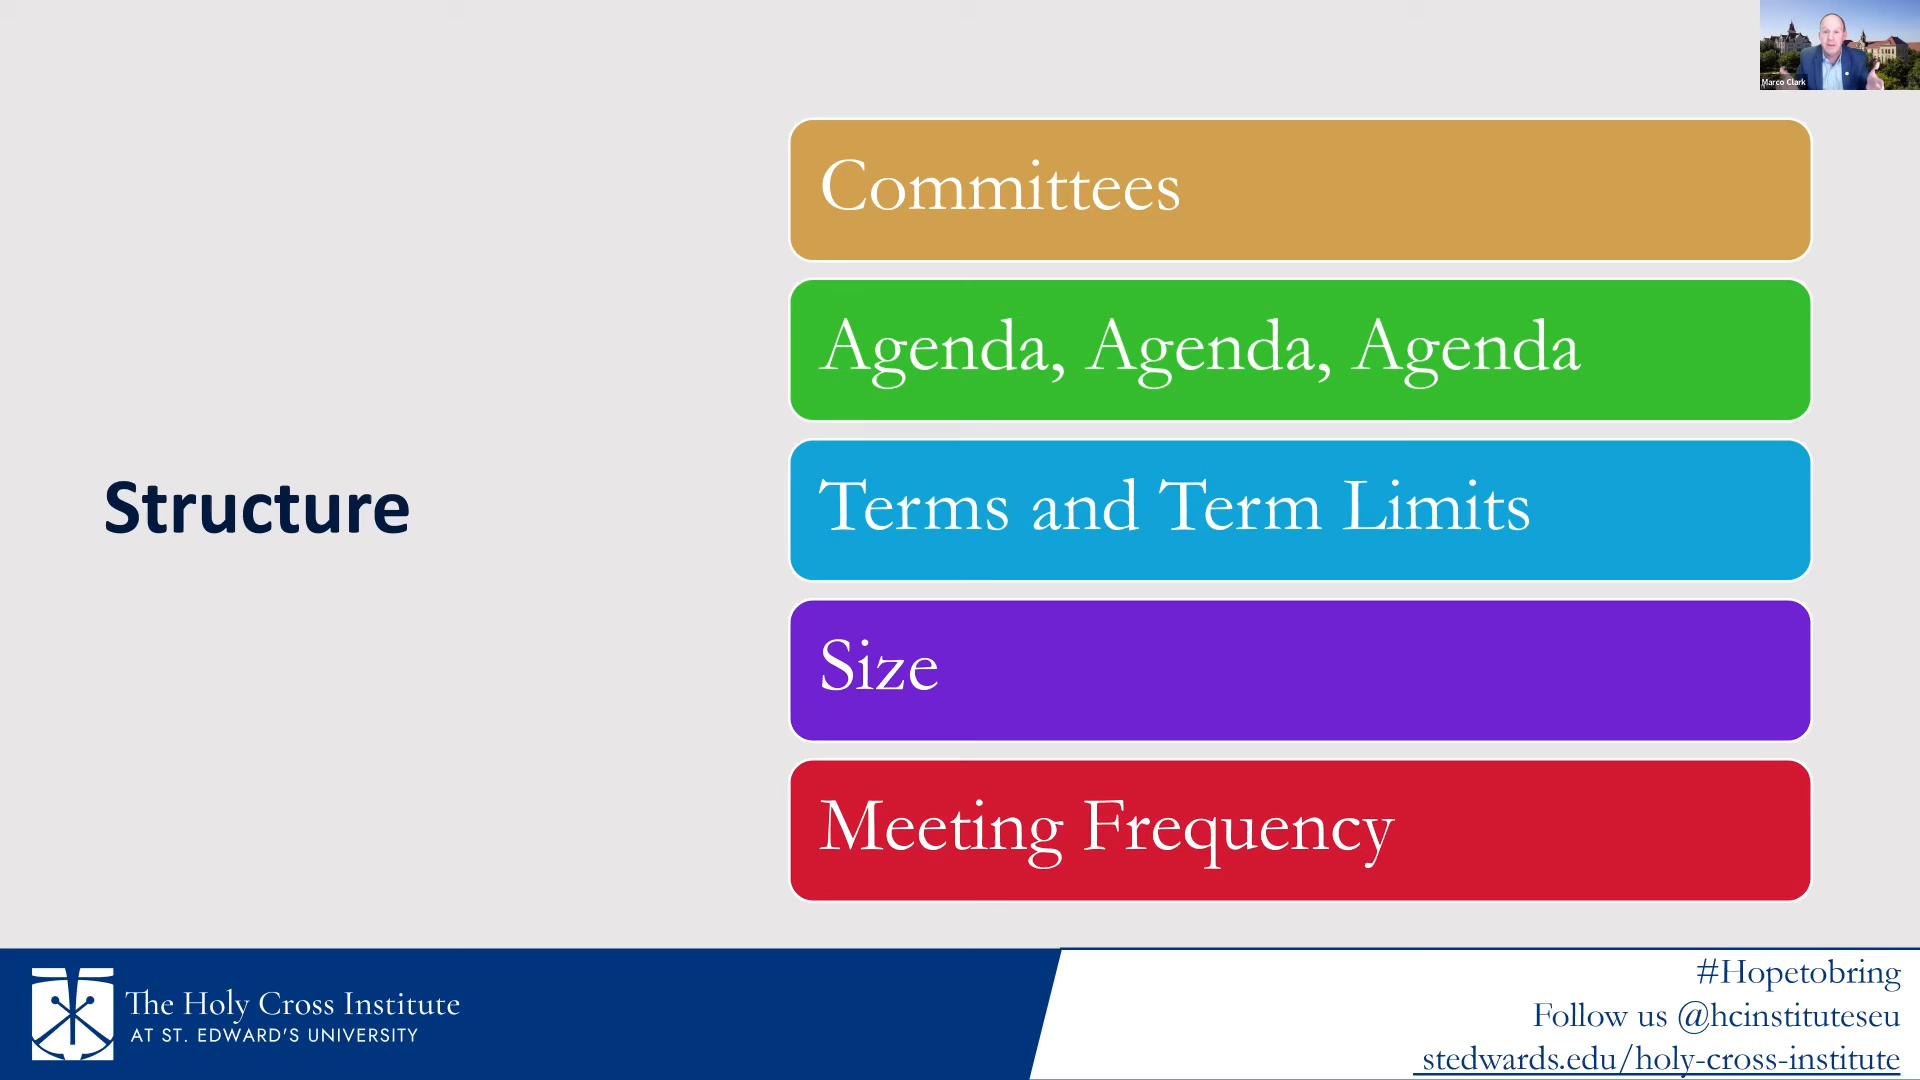 Marco Clark
Committees
Agenda, Agenda, Agenda
Terms and Term Limits
Structure
Size
Meeting Frequency
The Holy Cross Institute
AT ST. EDWARD'S UNIVERSITY
#Hopetobring
Follow us @hcinstituteseu
stedwards.edu/holy-cross-institute